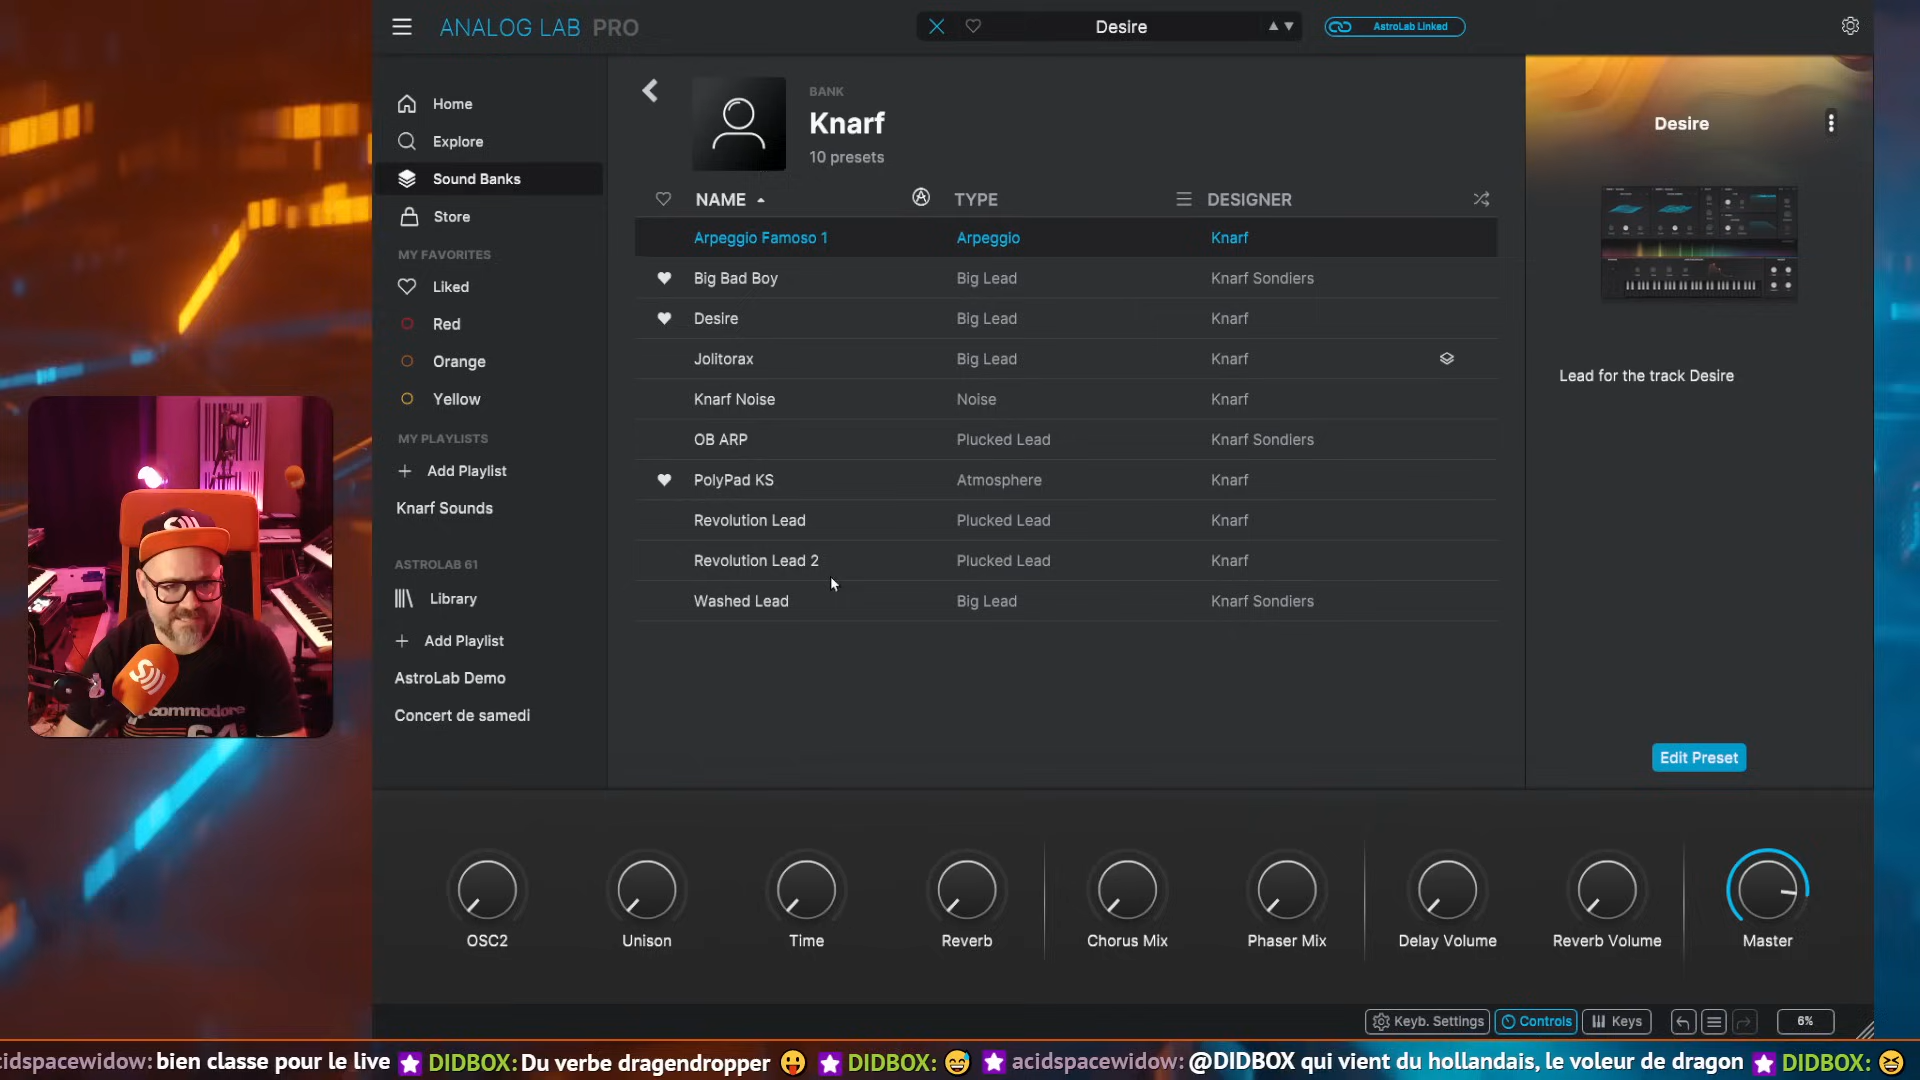 ANALOG LAB PRO
Desire
AstroLab Linked
Home
Explore
Sound Banks
Store
MY FAVORITES
Liked
Red
Orange
Yellow
MY PLAYLISTS
Add Playlist
Knarf Sounds
ASTROLAB 61
Library
Add Playlist
AstroLab Demo
Concert de samedi
BANK
Knarf
10 presets
NAME TYPE DESIGNER
Arpeggio Famoso 1 Arpeggio Knarf
Big Bad Boy Big Lead Knarf Sondiers
Desire Big Lead Knarf
Jolitorax Big Lead Knarf
Knarf Noise Noise Knarf
OB ARP Plucked Lead Knarf Sondiers
PolyPad KS Atmosphere Knarf
Revolution Lead Plucked Lead Knarf
Revolution Lead 2 Plucked Lead Knarf
Washed Lead Big Lead Knarf Sondiers
Desire
Lead for the track Desire
Edit Preset
commodore
64
OSC2 Unison Time Reverb Chorus Mix Phaser Mix Delay Volume Reverb Volume Master
Keyb. Settings Controls Keys 6%
cidspacewidow: bien classe pour le live DIDBOX: Du verbe dragendropper 😛 DIDBOX: 😅 acidspacewidow: @DIDBOX qui vient du hollandais, le voleur de dragon DIDBOX: 😆